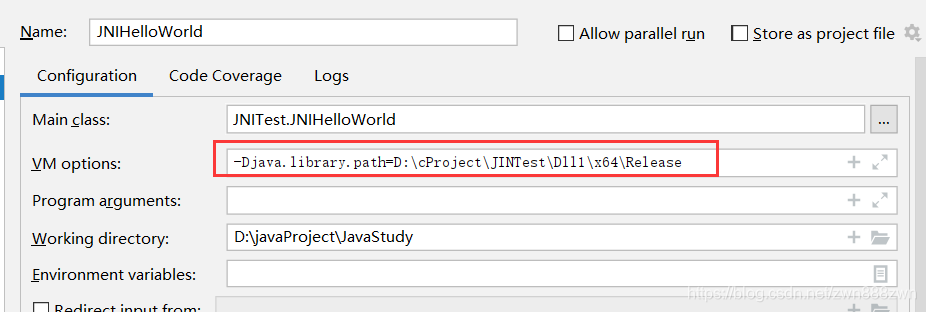 Name: JNIHelloWorld Allow parallel run Store as project file
Configuration Code Coverage Logs
Main class: JNITest.JNIHelloWorld ...
VM options: -Djava.library.path=D:\cProject\JINTest\Dll1\x64\Release
Program arguments:
Working directory: D:\javaProject\JavaStudy
Environment variables:
https://blog.csdn.net/zwn888zwn
Redirect input from: